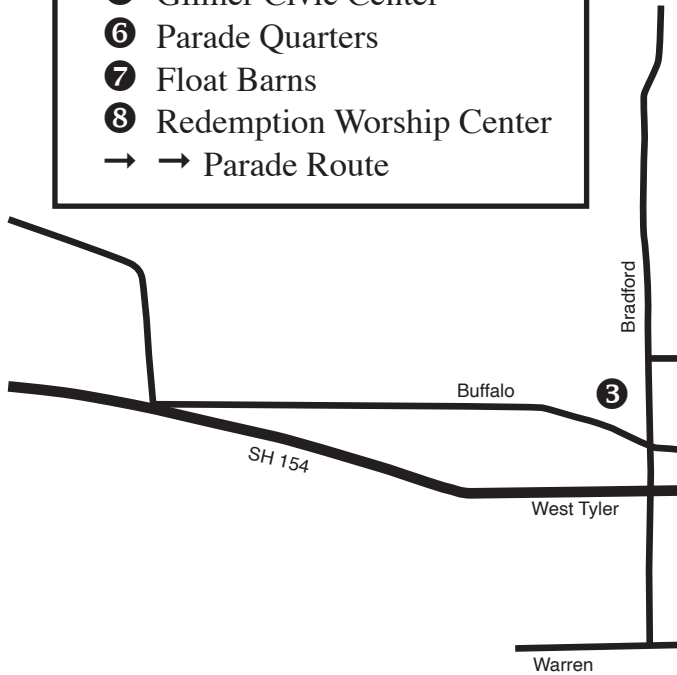 Gilmer Civic Center
❻ Parade Quarters
❼ Float Barns
❽ Redemption Worship Center
→ → Parade Route
Bradford
Buffalo
❸
SH 154
West Tyler
Warren